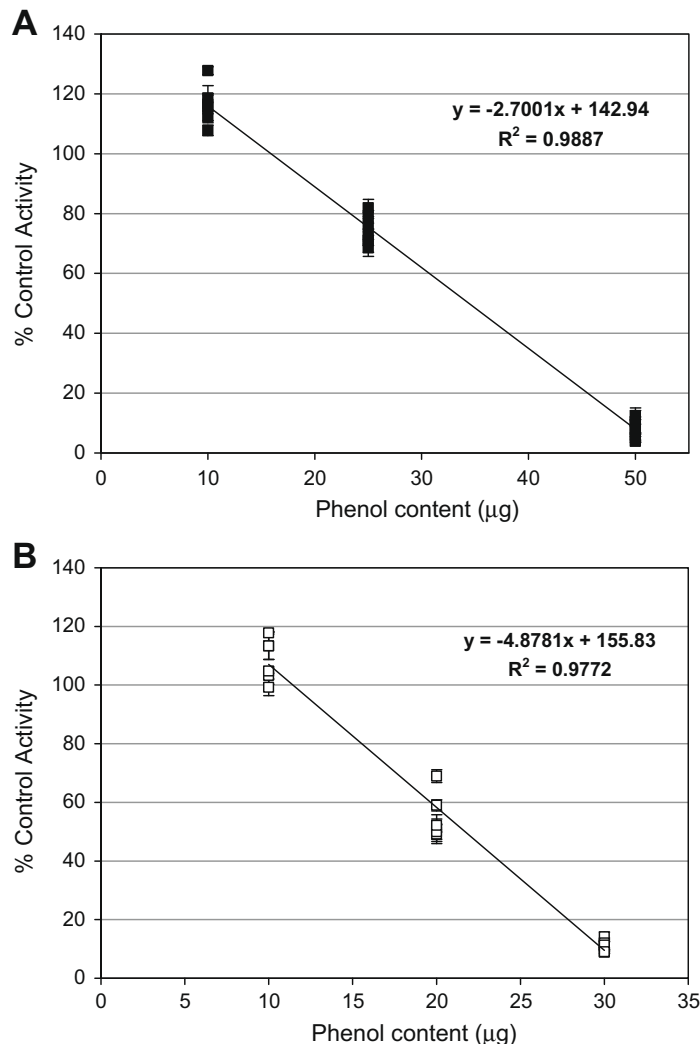 A
140
120
100
80
60
40
20
0
% Control Activity
y = -2.7001x + 142.94
R² = 0.9887
0 10 20 30 40 50
Phenol content (μg)
B
140
120
100
80
60
40
20
0
% Control Activity
y = -4.8781x + 155.83
R² = 0.9772
0 5 10 15 20 25 30 35
Phenol content (μg)